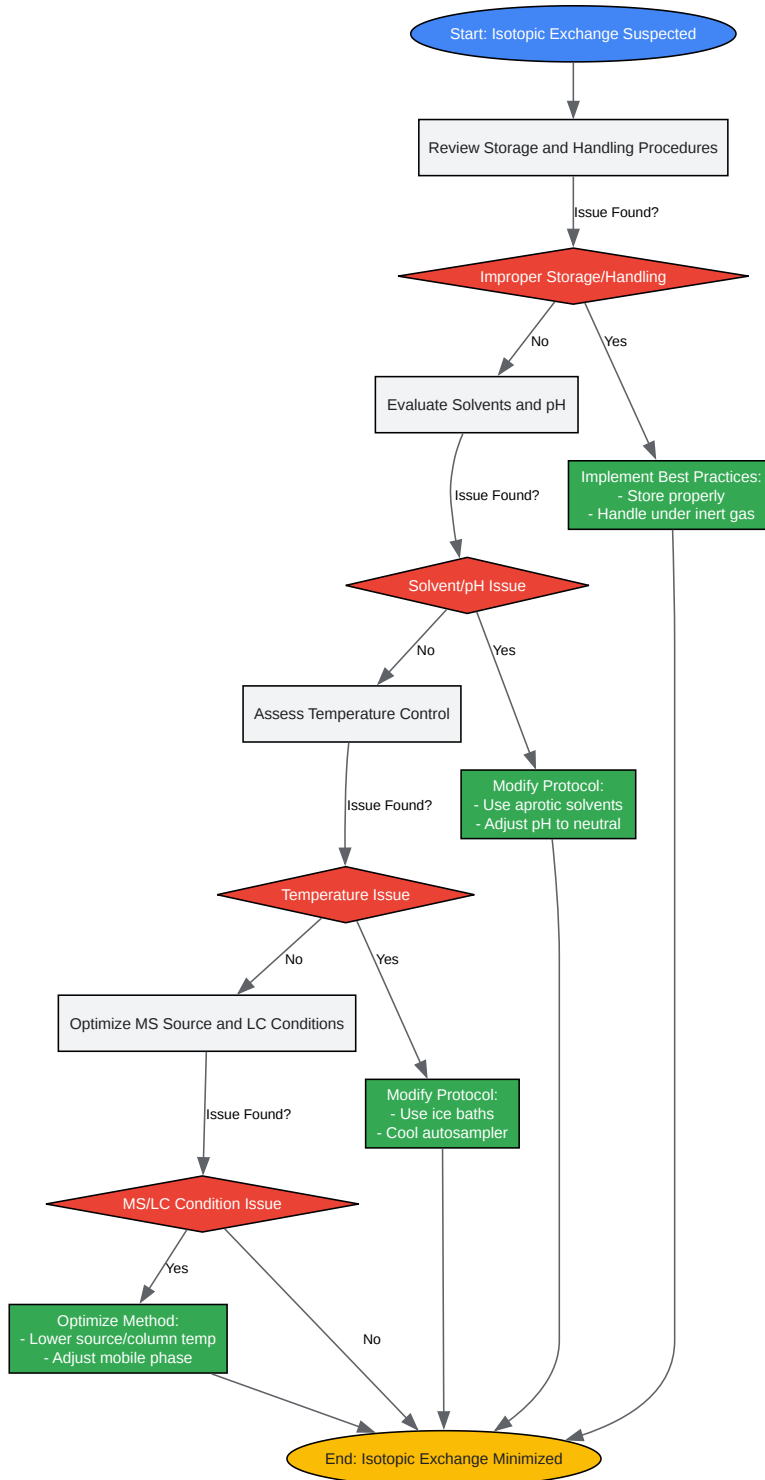 Start: Isotopic Exchange Suspected
Review Storage and Handling Procedures
Issue Found?
Improper Storage/Handling
No
Yes
Evaluate Solvents and pH
Implement Best Practices:
- Store properly
- Handle under inert gas
Issue Found?
Solvent/pH Issue
No
Yes
Assess Temperature Control
Modify Protocol:
- Use aprotic solvents
- Adjust pH to neutral
Issue Found?
Temperature Issue
No
Yes
Optimize MS Source and LC Conditions
Modify Protocol:
- Use ice baths
- Cool autosampler
Issue Found?
MS/LC Condition Issue
Yes
No
Optimize Method:
- Lower source/column temp
- Adjust mobile phase
End: Isotopic Exchange Minimized